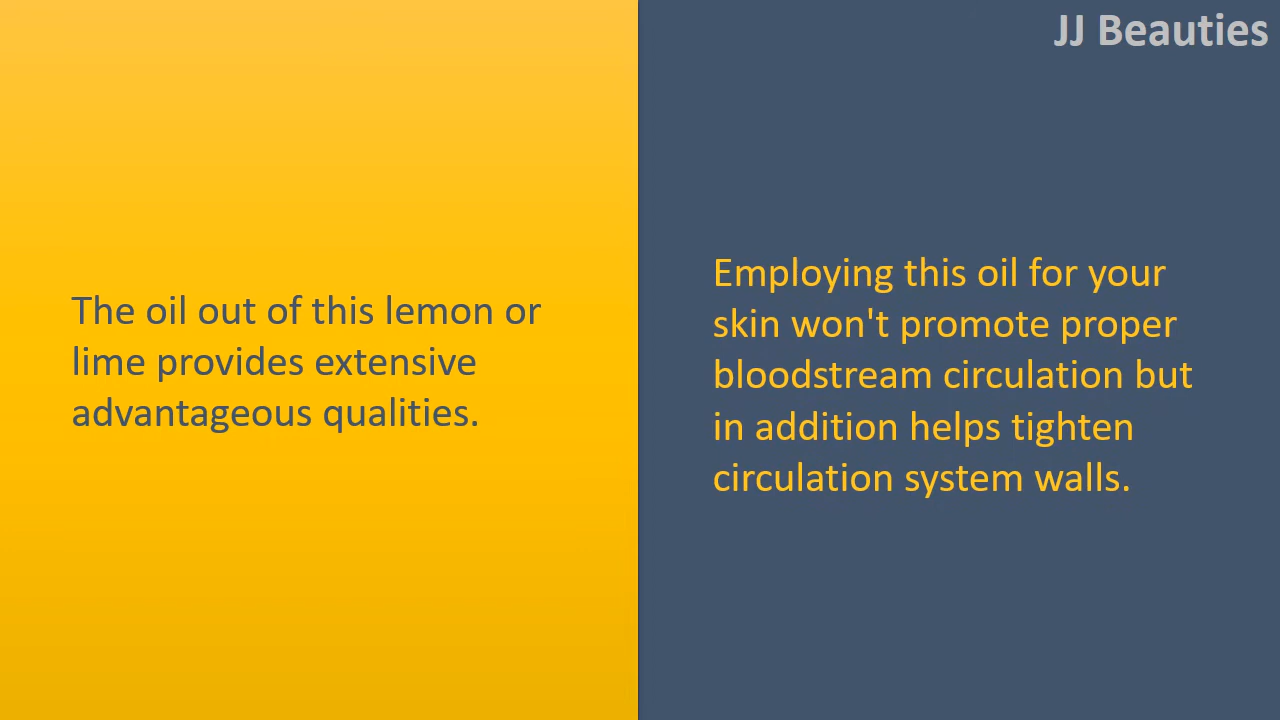 JJ Beauties
The oil out of this lemon or
lime provides extensive
advantageous qualities.
Employing this oil for your
skin won't promote proper
bloodstream circulation but
in addition helps tighten
circulation system walls.